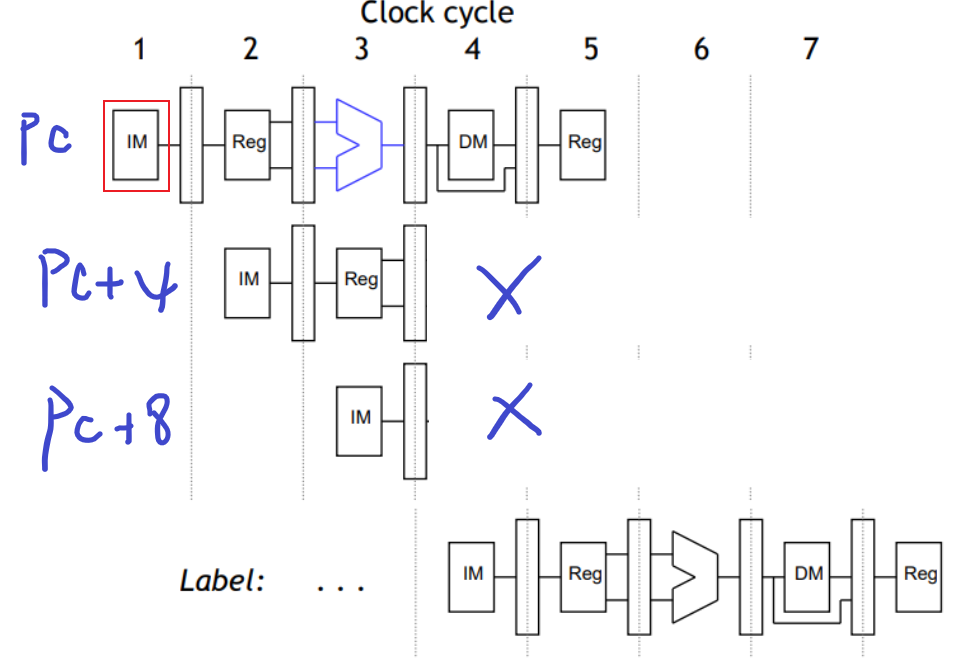 Clock cycle
1 2 3 4 5 6 7
Pc IM Reg DM Reg
Pc+4 IM Reg X
Pc+8 IM X
Label: . . . IM Reg DM Reg